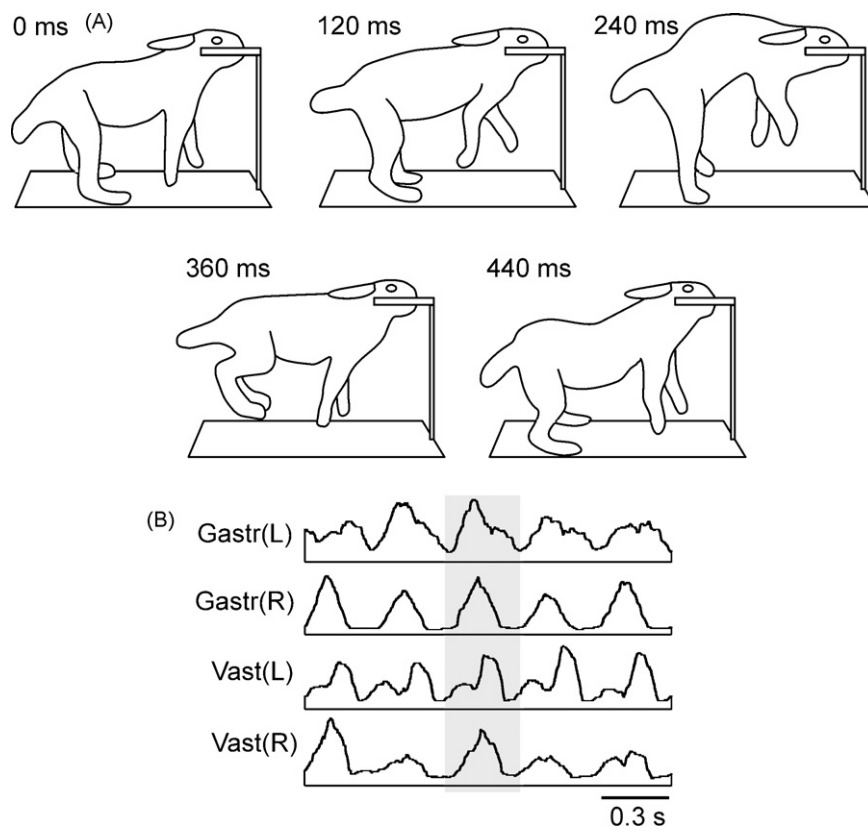 0 ms (A)
120 ms
240 ms
360 ms
440 ms
(B)
Gastr(L)
Gastr(R)
Vast(L)
Vast(R)
0.3 s